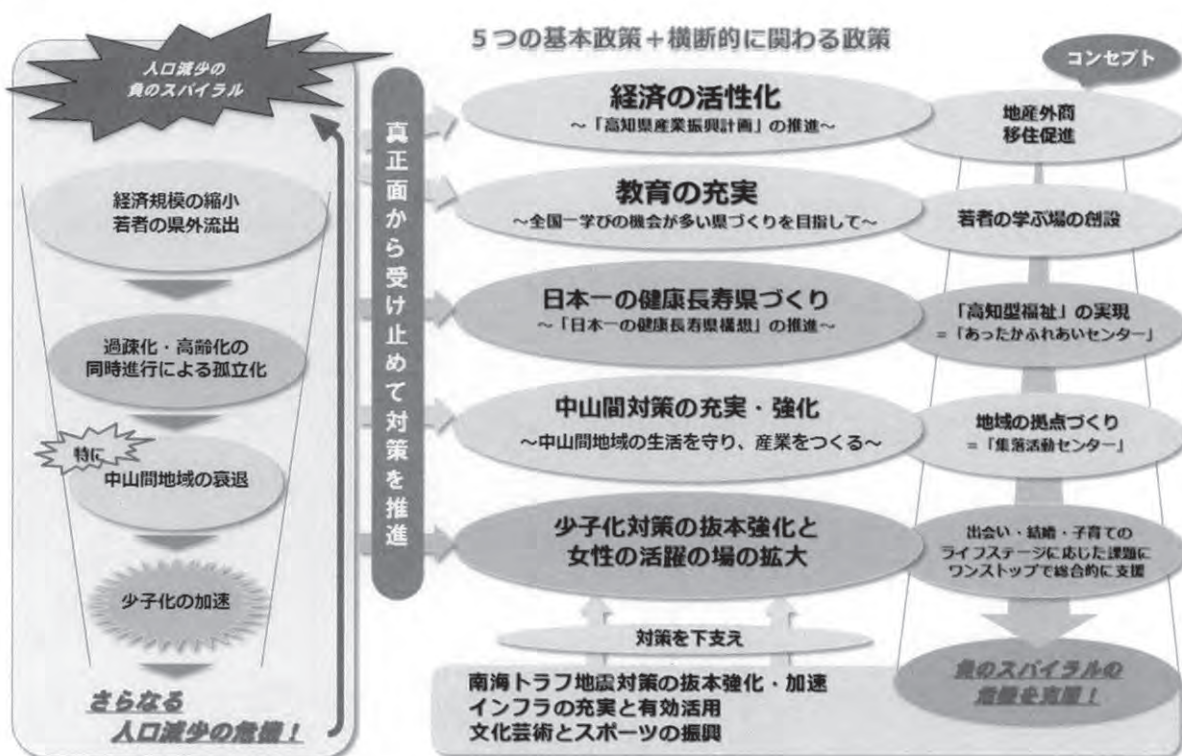 5つの基本政策+横断的に関わる政策
人口減少の
負のスパイラル
経済規模の縮小
若者の県外流出
過疎化・高齢化の
同時進行による孤立化
特に
中山間地域の衰退
少子化の加速
さらなる
人口減少の危機！
真正面から受け止めて対策を推進
経済の活性化
～「高知県産業振興計画」の推進～
教育の充実
～全国一学びの機会が多い県づくりを目指して～
日本一の健康長寿県づくり
～「日本一の健康長寿県構想」の推進～
中山間対策の充実・強化
～中山間地域の生活を守り、産業をつくる～
少子化対策の抜本強化と
女性の活躍の場の拡大
対策を下支え
南海トラフ地震対策の抜本強化・加速
インフラの充実と有効活用
文化芸術とスポーツの振興
コンセプト
地産外商
移住促進
若者の学ぶ場の創設
「高知型福祉」の実現
=「あったかふれあいセンター」
地域の拠点づくり
=「集落活動センター」
出会い・結婚・子育ての
ライフステージに応じた課題に
ワンストップで総合的に支援
負のスパイラルの
危機を克服！